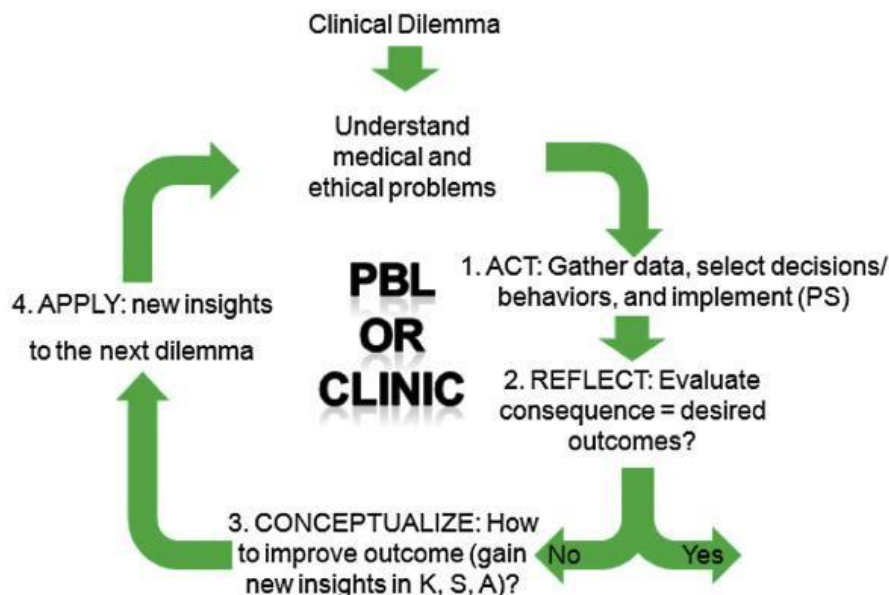 Clinical Dilemma
Understand
medical and
ethical problems
1. ACT: Gather data, select decisions/
behaviors, and implement (PS)
2. REFLECT: Evaluate
consequence = desired
outcomes?
No
Yes
3. CONCEPTUALIZE: How
to improve outcome (gain
new insights in K, S, A)?
4. APPLY: new insights
to the next dilemma
PBL
OR
CLINIC